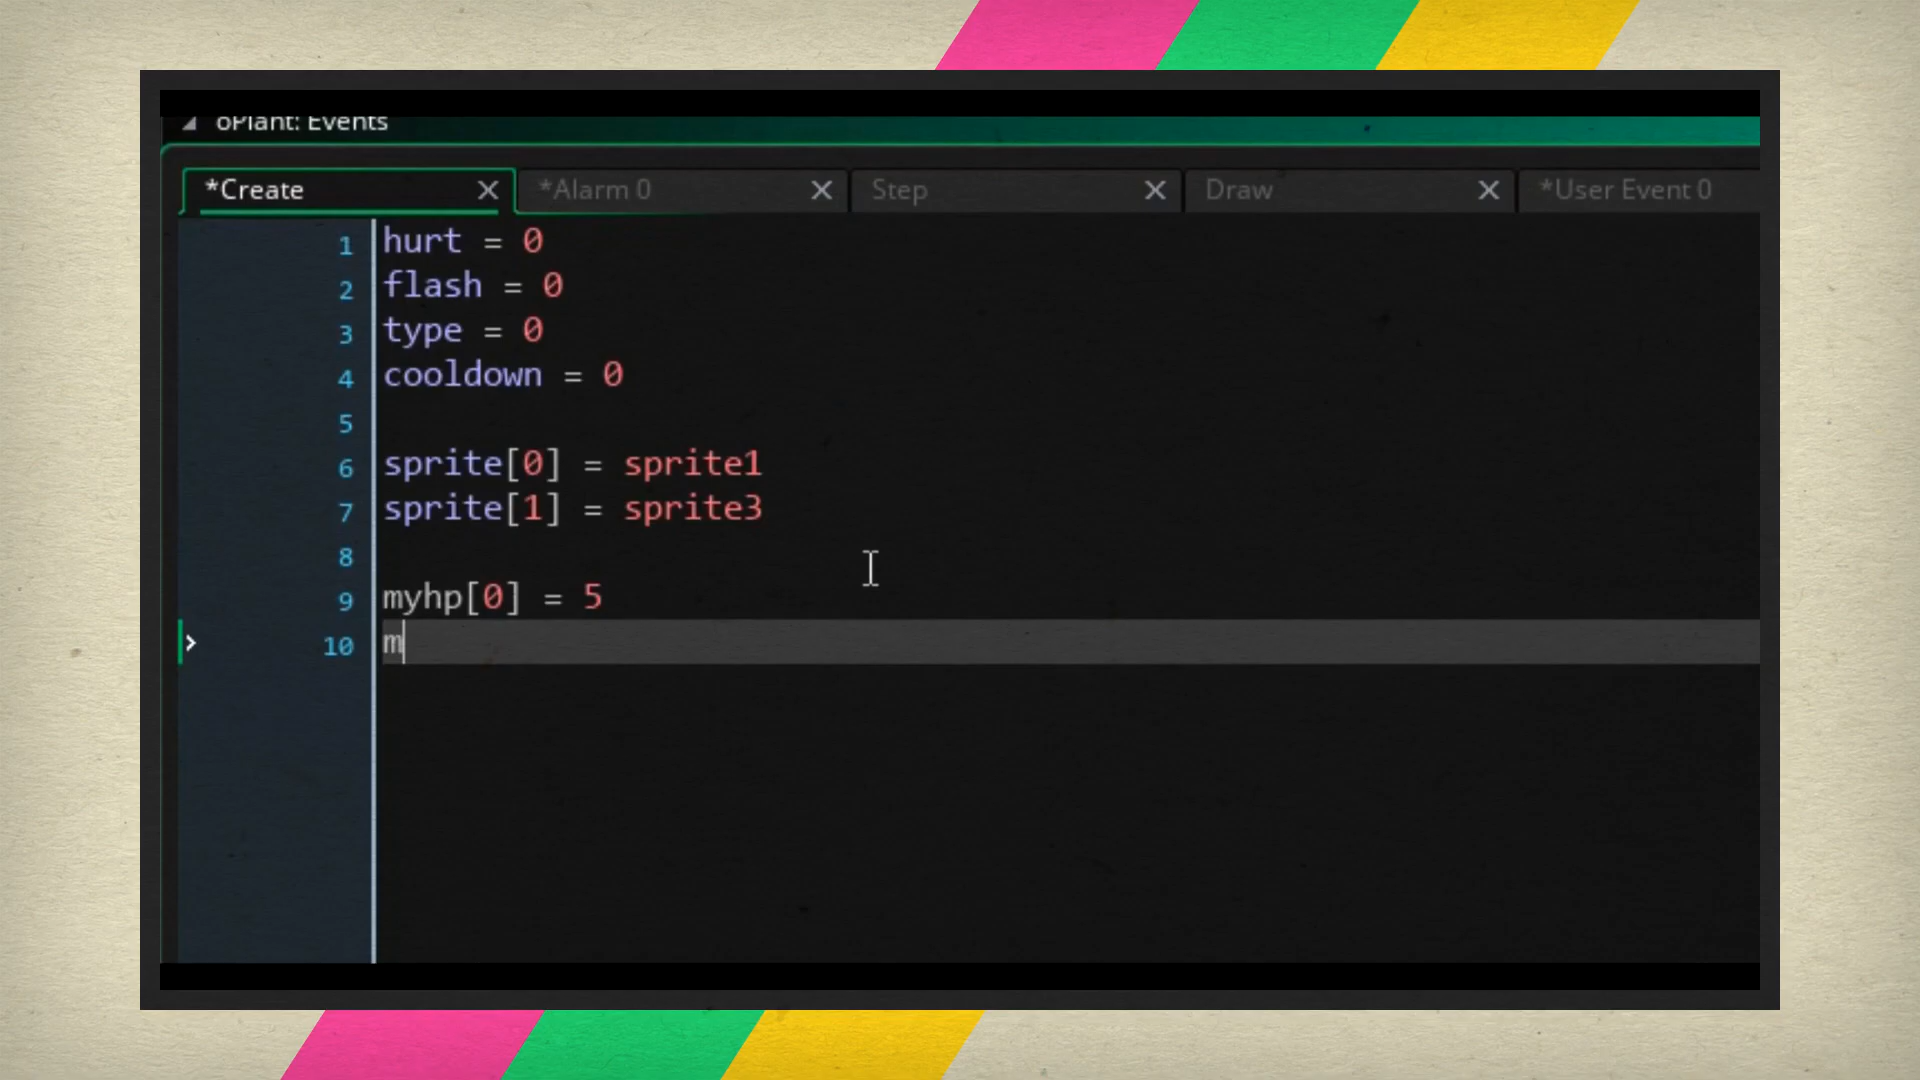 oPlant: Events
*Create *Alarm 0 Step Draw *User Event 0
1 hurt = 0
2 flash = 0
3 type = 0
4 cooldown = 0
5
6 sprite[0] = sprite1
7 sprite[1] = sprite3
8
9 myhp[0] = 5
10 m